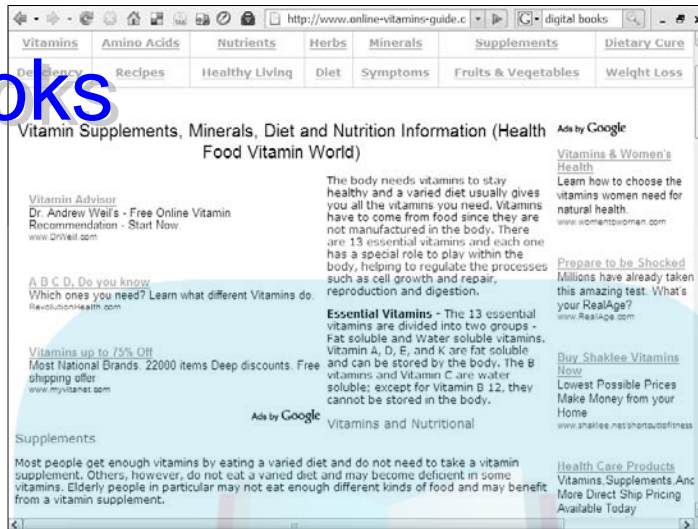 http://www.online-vitamins-guide.c
digital books
Vitamins Amino Acids Nutrients Herbs Minerals Supplements Dietary Cure
Recipes Healthy Living Diet Symptoms Fruits & Vegetables Weight Loss
oks
Vitamin Supplements, Minerals, Diet and Nutrition Information (Health
Food Vitamin World)
Vitamin Advisor
Dr. Andrew Weil's - Free Online Vitamin
Recommendation - Start Now.
www.DrWeil.com
A B C D, Do you know
Which ones you need? Learn what different Vitamins do.
RevolutionHealth.com
Vitamins up to 75% Off
Most National Brands. 22000 items Deep discounts. Free
shipping offer
www.myvitanet.com
Ads by Google
The body needs vitamins to stay
healthy and a varied diet usually gives
you all the vitamins you need. Vitamins
have to come from food since they are
not manufactured in the body. There
are 13 essential vitamins and each one
has a special role to play within the
body, helping to regulate the processes
such as cell growth and repair,
reproduction and digestion.
Essential Vitamins - The 13 essential
vitamins are divided into two groups -
Fat soluble and Water soluble vitamins.
Vitamin A, D, E, and K are fat soluble
and can be stored by the body. The B
vitamins and Vitamin C are water
soluble; except for Vitamin B 12, they
cannot be stored in the body.
Vitamins and Nutritional
Supplements
Most people get enough vitamins by eating a varied diet and do not need to take a vitamin
supplement. Others, however, do not eat a varied diet and may become deficient in some
vitamins. Elderly people in particular may not eat enough different kinds of food and may benefit
from a vitamin supplement.
Ads by Google
Vitamins & Women's
Health
Learn how to choose the
vitamins women need for
natural health.
www.womentowomen.com
Prepare to be Shocked
Millions have already taken
this amazing test. What's
your RealAge?
www.RealAge.com
Buy Shaklee Vitamins
Now
Lowest Possible Prices
Make Money from your
Home
Health Care Products
Vitamins,Supplements,Anc
More Direct Ship Pricing
Available Today